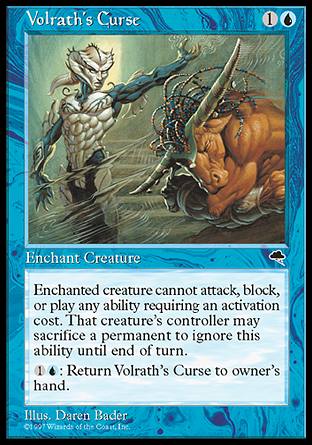 Volrath's Curse 1
Enchant Creature
Enchanted creature cannot attack, block,
or play any ability requiring an activation
cost. That creature's controller may
sacrifice a permanent to ignore this
ability until end of turn.
1: Return Volrath's Curse to owner's
hand.
Illus. Daren Bader
©1997 Wizards of the Coast, Inc.